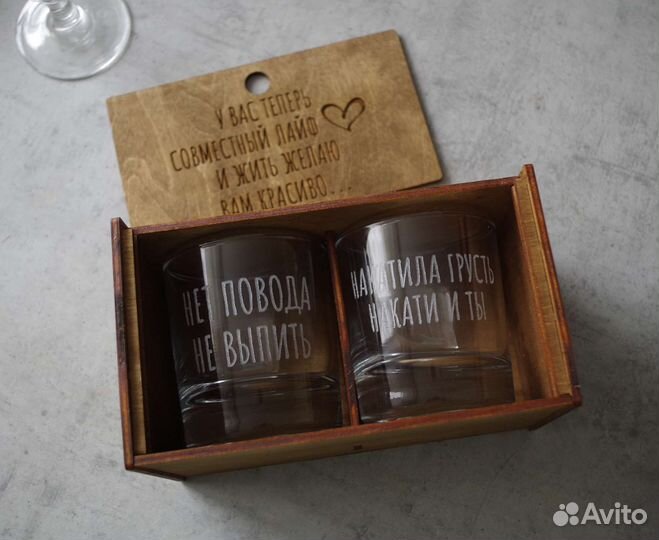 У ВАС ТЕПЕРЬ
СОВМЕСТНЫЙ ЛАЙФ
И ЖИТЬ ЖЕЛАЮ
ВАМ КРАСИВО...
НЕТ ПОВОДА
НЕ ВЫПИТЬ
НАКАТИЛА ГРУСТЬ
НАКАТИ И ТЫ
Avito